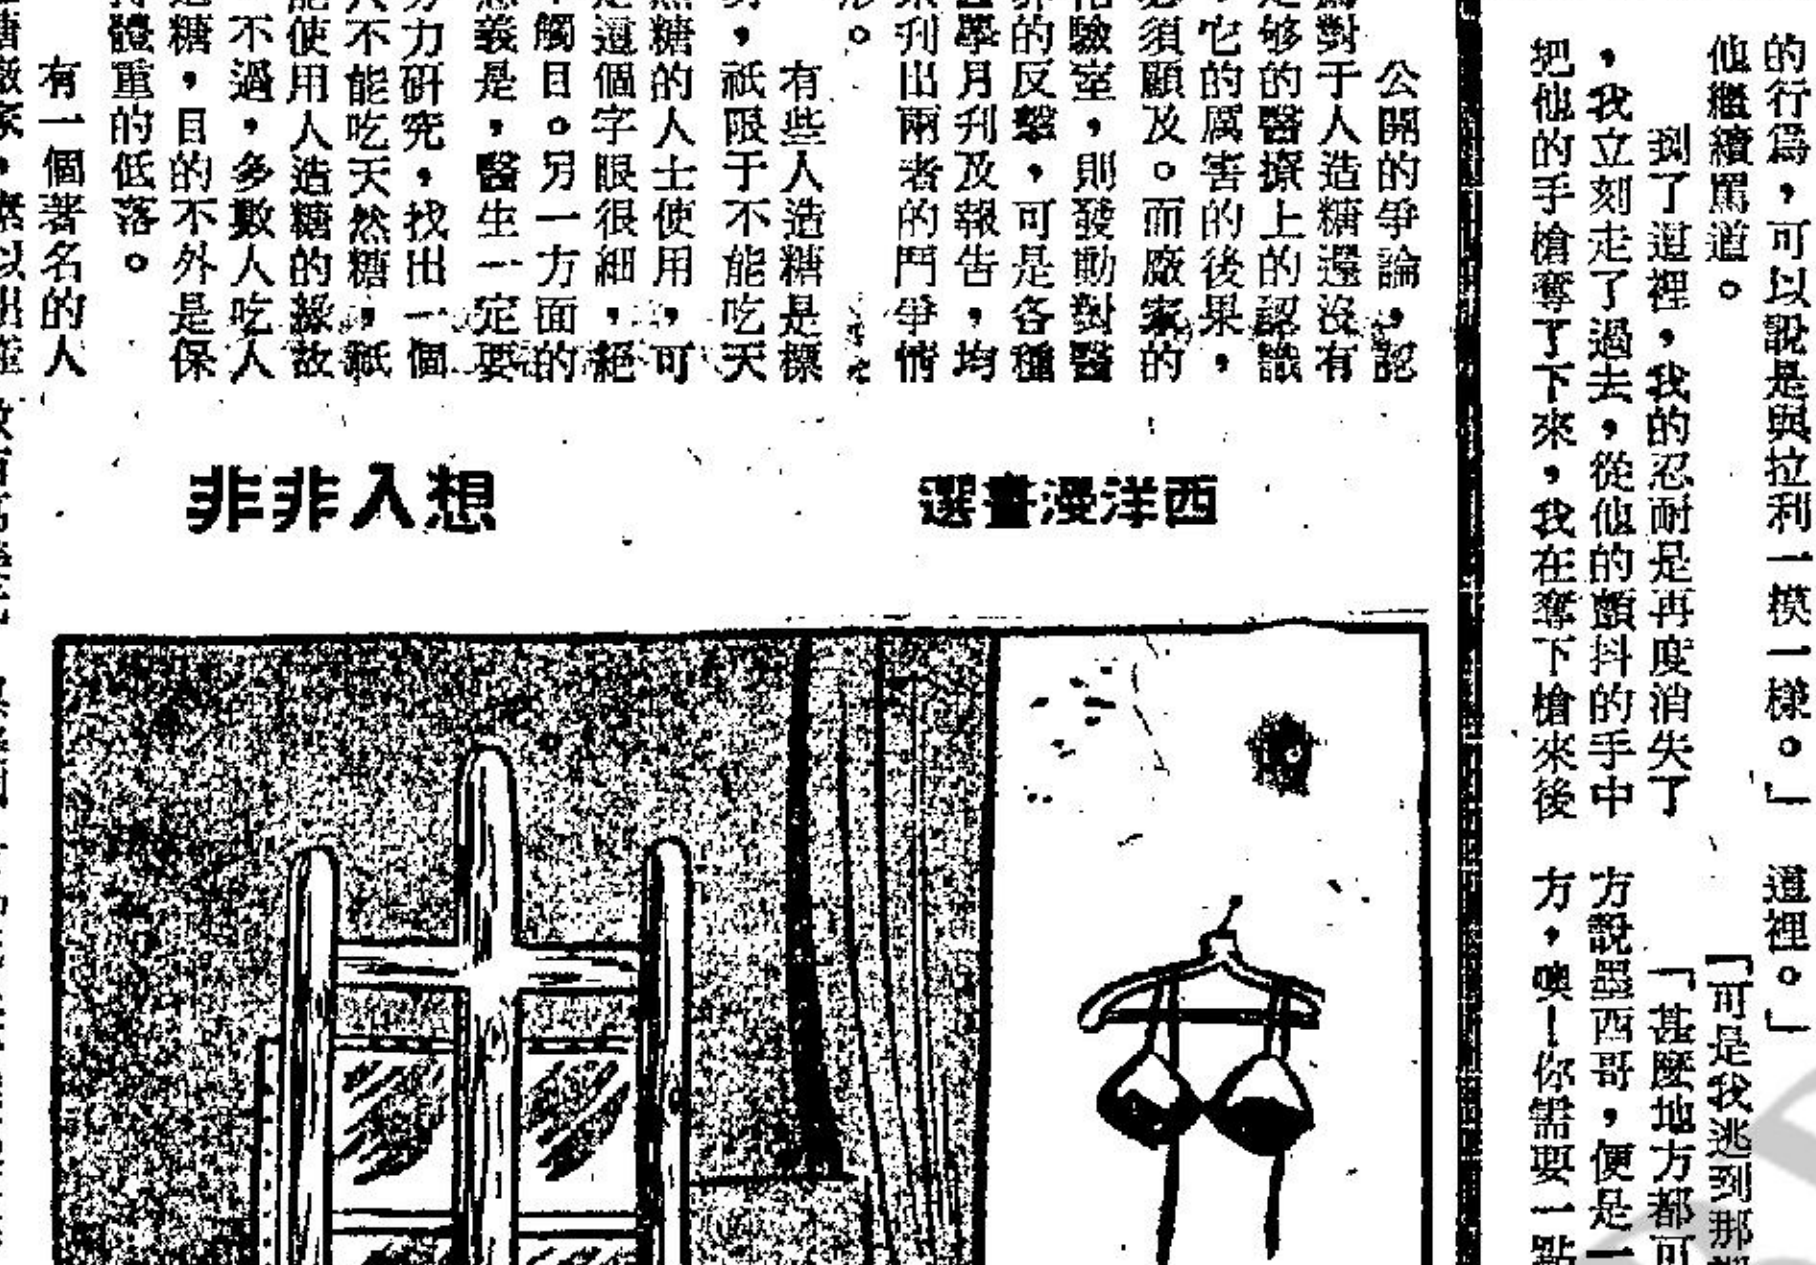 的行爲，可以說是與拉利一模一樣。」
他繼續罵道。
到了這裡，我的忍耐是再度消失了
，我立刻走了過去，從他的顫抖的手中
把他的手槍奪了下來，我在奪下槍來後
這裡。」
「可是我逃到那
「甚麼地方都可
方說墨西哥，便是一
方，噢！你需要一點
公開的爭論，認
對于人造糖還沒有
足够的醫療上的認識
，它的厲害的後果，
必須顧及。而廠家的
驗室，則發動對醫
的反擊，可是各種
醫學月刊及報告，均
刊出兩者的鬥爭情
形。
有些人造糖是標
，祇限于不能吃天
然糖的人士使用，可
是這個字眼很細，絕
不觸目。另一方面的
意義是，醫生一定要
努力研究，找出一個
人不能吃天然糖，祇
能使用人造糖的緣故
。不過，多數人吃人
造糖，目的不外是保
持體重的低落。
有一個著名的人
西洋漫畫選
想入非非